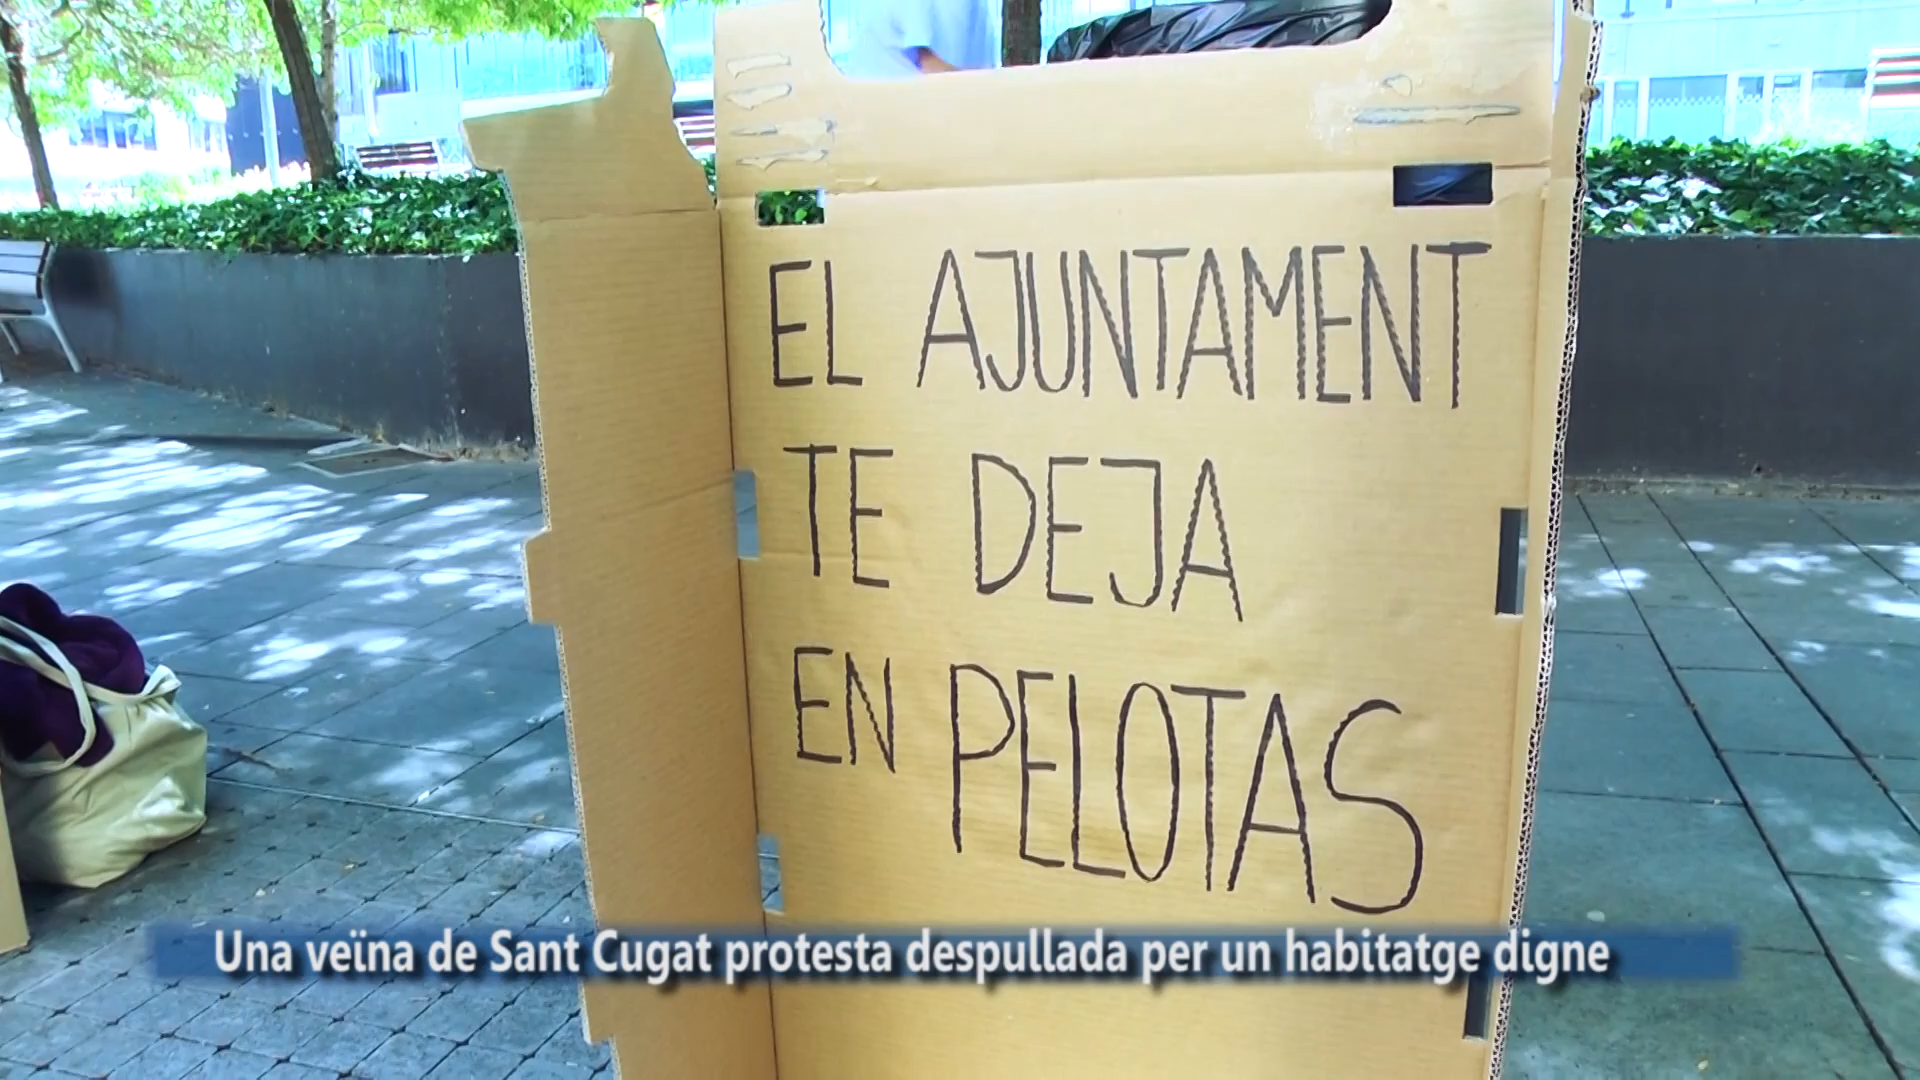 EL AJUNTAMENT
TE DEJA
EN PELOTAS
Una veïna de Sant Cugat protesta despullada per un habitatge digne